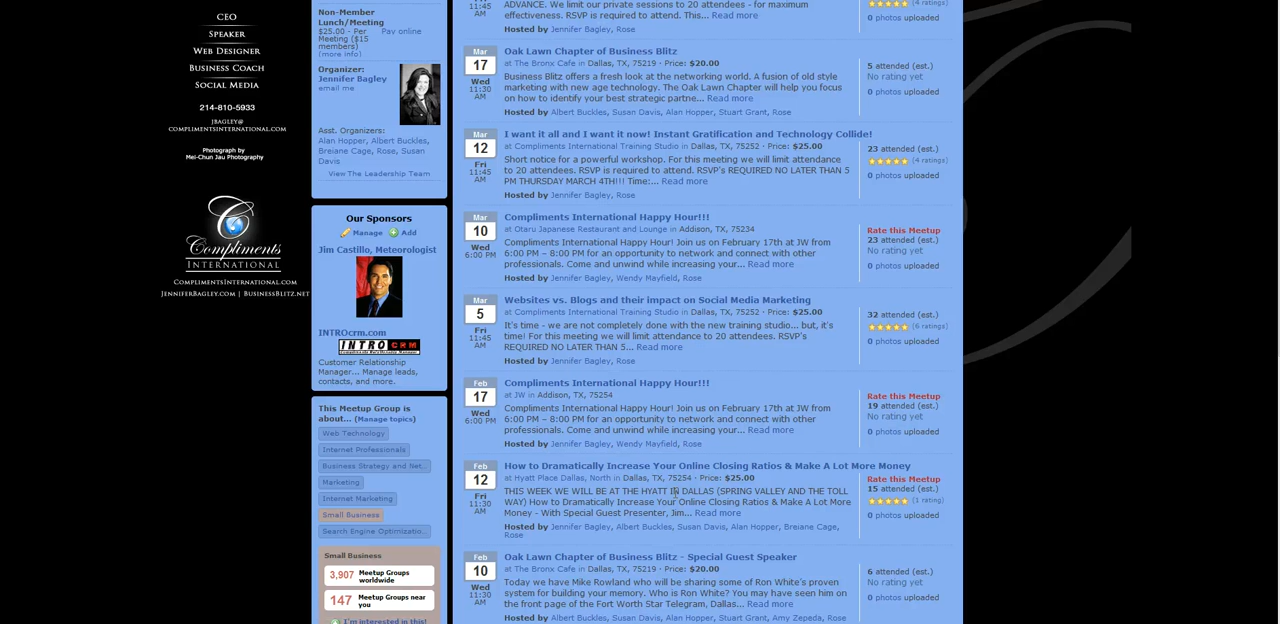 CEO
SPEAKER
WEB DESIGNER
BUSINESS COACH
SOCIAL MEDIA
214-810-5933
JBAGLEY@
COMPLIMENTSINTERNATIONAL.COM
Photograph by
Mei-Chun Jau Photography
Compliments
INTERNATIONAL
COMPLIMENTSINTERNATIONAL.COM
JENNIFERBAGLEY.COM | BUSINESSBLITZ.NET
Non-Member
Lunch/Meeting
$25.00 - Per Pay online
Meeting ($15
members)
(more info)
Organizer:
Jennifer Bagley
email me
Asst. Organizers:
Alan Hopper, Albert Buckles,
Breiane Cage, Rose, Susan
Davis
View The Leadership Team
Our Sponsors
Manage Add
Jim Castillo, Meteorologist
INTROcrm.com
INTRO CRM
Customer Relationship
Manager... Manage leads,
contacts, and more.
This Meetup Group is
about... (Manage topics)
Web Technology
Internet Professionals
Business Strategy and Net..
Marketing
Internet Marketing
Small Business
Search Engine Optimizatio..
Small Business
3,907 Meetup Groups
worldwide
147 Meetup Groups near
you
I'm interested in this!
11:45
AM
ADVANCE. We limit our private sessions to 20 attendees - for maximum
effectiveness. RSVP is required to attend. This... Read more
Hosted by Jennifer Bagley, Rose
(4 ratings)
0 photos uploaded
Mar
17
Wed
11:30
AM
Oak Lawn Chapter of Business Blitz
at The Bronx Cafe in Dallas, TX, 75219 - Price: $20.00
Business Blitz offers a fresh look at the networking world. A fusion of old style
marketing with new age technology. The Oak Lawn Chapter will help you focus
on how to identify your best strategic partne... Read more
Hosted by Albert Buckles, Susan Davis, Alan Hopper, Stuart Grant, Rose
5 attended (est.)
No rating yet
0 photos uploaded
Mar
12
Fri
11:45
AM
I want it all and I want it now! Instant Gratification and Technology Collide!
at Compliments International Training Studio in Dallas, TX, 75252 - Price: $25.00
Short notice for a powerful workshop. For this meeting we will limit attendance
to 20 attendees. RSVP is required to attend. RSVP's REQUIRED NO LATER THAN 5
PM THURSDAY MARCH 4TH!!! Time:... Read more
Hosted by Jennifer Bagley, Rose
23 attended (est.)
(4 ratings)
0 photos uploaded
Mar
10
Wed
6:00 PM
Compliments International Happy Hour!!!
at Otaru Japanese Restaurant and Lounge in Addison, TX, 75234
Compliments International Happy Hour! Join us on February 17th at JW from
6:00 PM – 8:00 PM for an opportunity to network and connect with other
professionals. Come and unwind while increasing your... Read more
Hosted by Jennifer Bagley, Wendy Mayfield, Rose
Rate this Meetup
23 attended (est.)
No rating yet
0 photos uploaded
Mar
5
Fri
11:45
AM
Websites vs. Blogs and their impact on Social Media Marketing
at Compliments International Training Studio in Dallas, TX, 75252 - Price: $25.00
It's time - we are not completely done with the new training studio... but, it's
time! For this meeting we will limit attendance to 20 attendees. RSVP's
REQUIRED NO LATER THAN 5... Read more
Hosted by Jennifer Bagley, Rose
32 attended (est.)
(6 ratings)
0 photos uploaded
Feb
17
Wed
6:00 PM
Compliments International Happy Hour!!!
at JW in Addison, TX, 75254
Compliments International Happy Hour! Join us on February 17th at JW from
6:00 PM – 8:00 PM for an opportunity to network and connect with other
professionals. Come and unwind while increasing your... Read more
Hosted by Jennifer Bagley, Wendy Mayfield, Rose
Rate this Meetup
19 attended (est.)
No rating yet
0 photos uploaded
Feb
12
Fri
11:30
AM
How to Dramatically Increase Your Online Closing Ratios & Make A Lot More Money
at Hyatt Place Dallas, North in Dallas, TX, 75254 - Price: $25.00
THIS WEEK WE WILL BE AT THE HYATT IN DALLAS (SPRING VALLEY AND THE TOLL
WAY) How to Dramatically Increase Your Online Closing Ratios & Make A Lot More
Money - With Special Guest Presenter, Jim... Read more
Hosted by Jennifer Bagley, Albert Buckles, Susan Davis, Alan Hopper, Breiane Cage,
Rose
Rate this Meetup
15 attended (est.)
(1 rating)
0 photos uploaded
Feb
10
Wed
11:30
AM
Oak Lawn Chapter of Business Blitz - Special Guest Speaker
at The Bronx Cafe in Dallas, TX, 75219 - Price: $20.00
Today we have Mike Rowland who will be sharing some of Ron White's proven
system for building your memory. Who is Ron White? You may have seen him on
the front page of the Fort Worth Star Telegram, Dallas... Read more
Hosted by Albert Buckles, Susan Davis, Alan Hopper, Stuart Grant, Amy Zepeda, Rose
6 attended (est.)
No rating yet
0 photos uploaded